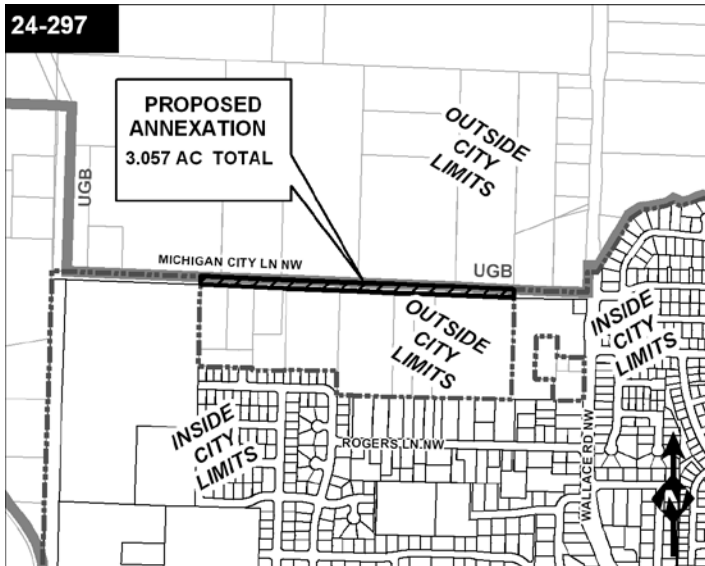 24-297
PROPOSED
ANNEXATION
3.057 AC TOTAL
OUTSIDE
CITY
LIMITS
UGB
MICHIGAN CITY LN NW
UGB
OUTSIDE
CITY
LIMITS
INSIDE
CITY
LIMITS
INSIDE
CITY
LIMITS
ROGERS LN NW
WALLACE RD NW
N